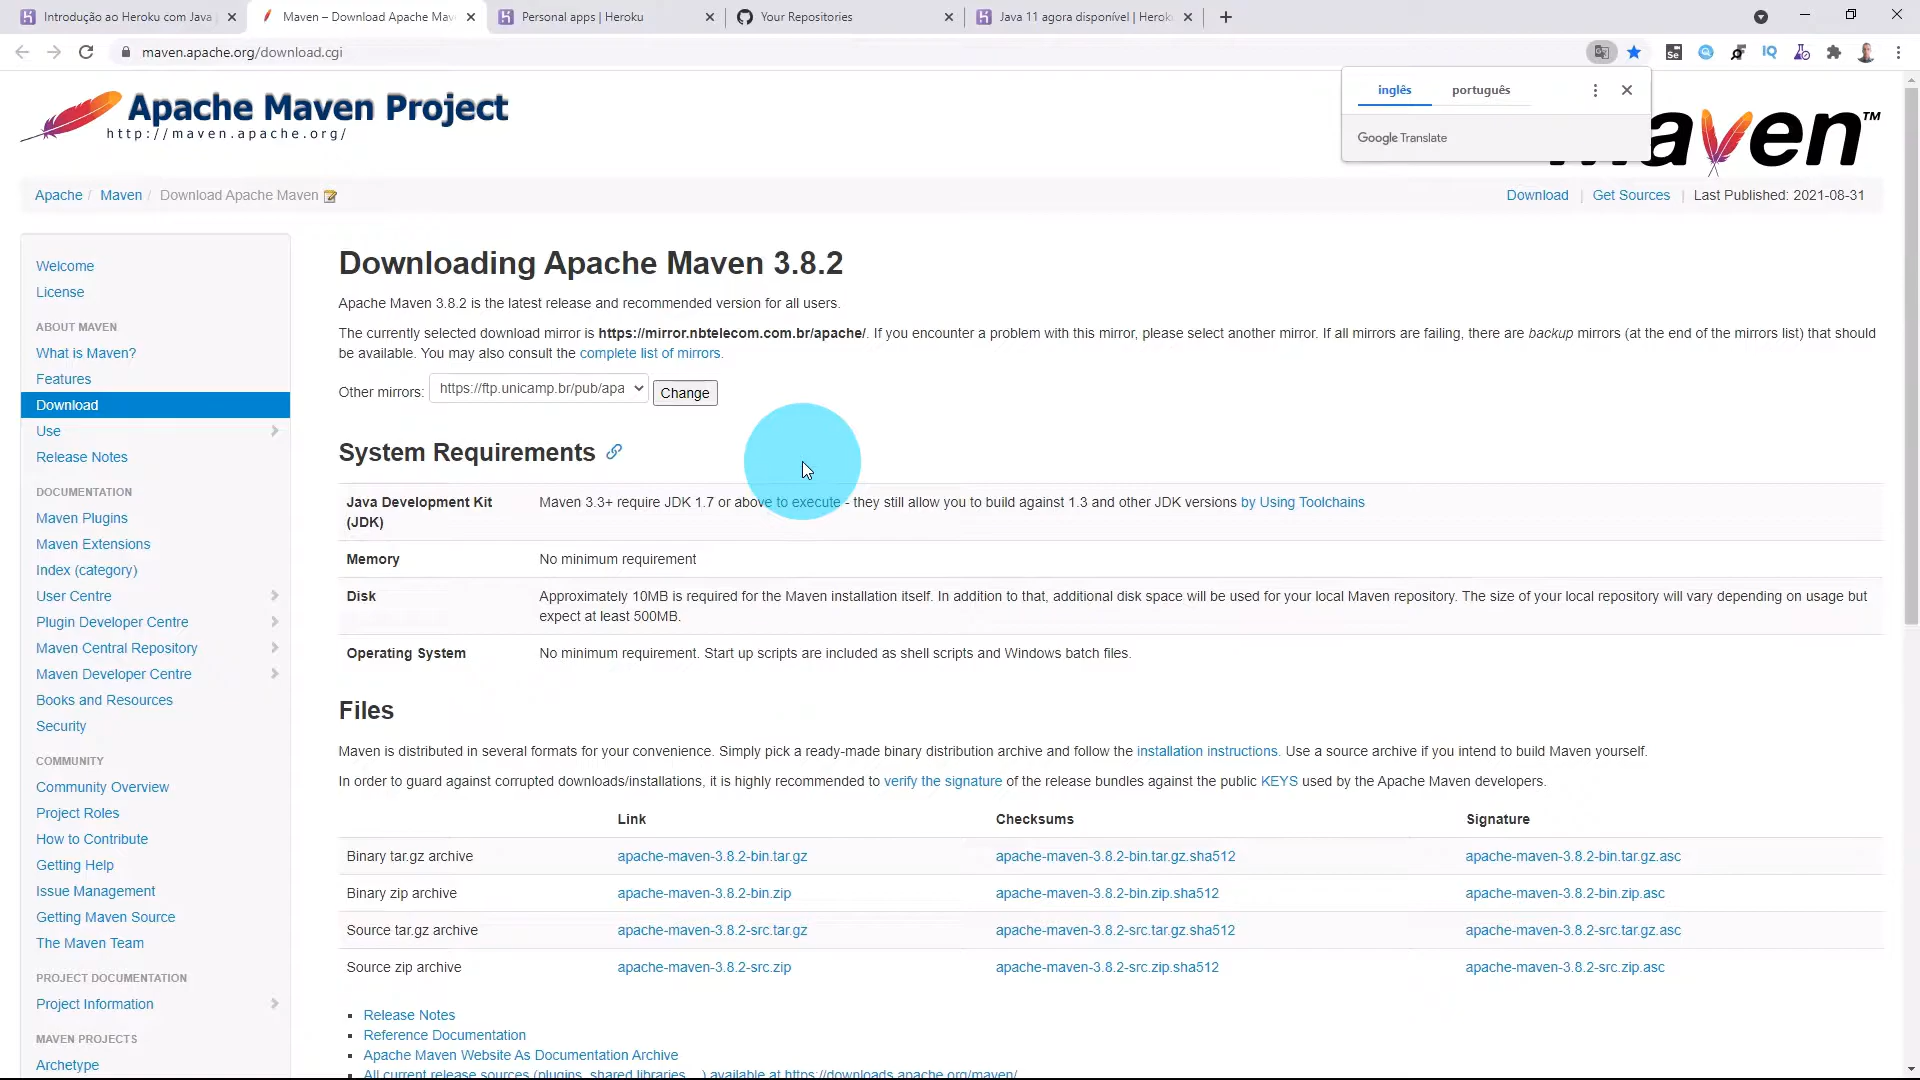 Introdução ao Heroku com Java
Maven – Download Apache Mav
Personal apps | Heroku
Your Repositories
Java 11 agora disponível | Herok
maven.apache.org/download.cgi
Se
IQ
inglês
português
Google Translate
Apache Maven Project
http://maven.apache.org/
maven™
Apache / Maven / Download Apache Maven
Download | Get Sources | Last Published: 2021-08-31
Welcome
License
ABOUT MAVEN
What is Maven?
Features
Download
Use
Release Notes
DOCUMENTATION
Maven Plugins
Maven Extensions
Index (category)
User Centre
Plugin Developer Centre
Maven Central Repository
Maven Developer Centre
Books and Resources
Security
COMMUNITY
Community Overview
Project Roles
How to Contribute
Getting Help
Issue Management
Getting Maven Source
The Maven Team
PROJECT DOCUMENTATION
Project Information
MAVEN PROJECTS
Archetype
Downloading Apache Maven 3.8.2
Apache Maven 3.8.2 is the latest release and recommended version for all users.
The currently selected download mirror is https://mirror.nbtelecom.com.br/apache/. If you encounter a problem with this mirror, please select another mirror. If all mirrors are failing, there are backup mirrors (at the end of the mirrors list) that should
be available. You may also consult the complete list of mirrors.
Other mirrors: https://ftp.unicamp.br/pub/apa Change
System Requirements
Java Development Kit (JDK)
Maven 3.3+ require JDK 1.7 or above to execute - they still allow you to build against 1.3 and other JDK versions by Using Toolchains
Memory
No minimum requirement
Disk
Approximately 10MB is required for the Maven installation itself. In addition to that, additional disk space will be used for your local Maven repository. The size of your local repository will vary depending on usage but
expect at least 500MB.
Operating System
No minimum requirement. Start up scripts are included as shell scripts and Windows batch files.
Files
Maven is distributed in several formats for your convenience. Simply pick a ready-made binary distribution archive and follow the installation instructions. Use a source archive if you intend to build Maven yourself.
In order to guard against corrupted downloads/installations, it is highly recommended to verify the signature of the release bundles against the public KEYS used by the Apache Maven developers.
Link Checksums Signature
Binary tar.gz archive apache-maven-3.8.2-bin.tar.gz apache-maven-3.8.2-bin.tar.gz.sha512 apache-maven-3.8.2-bin.tar.gz.asc
Binary zip archive apache-maven-3.8.2-bin.zip apache-maven-3.8.2-bin.zip.sha512 apache-maven-3.8.2-bin.zip.asc
Source tar.gz archive apache-maven-3.8.2-src.tar.gz apache-maven-3.8.2-src.tar.gz.sha512 apache-maven-3.8.2-src.tar.gz.asc
Source zip archive apache-maven-3.8.2-src.zip apache-maven-3.8.2-src.zip.sha512 apache-maven-3.8.2-src.zip.asc
Release Notes
Reference Documentation
Apache Maven Website As Documentation Archive
All current release sources (plugins, shared libraries,...) available at https://downloads.apache.org/maven/